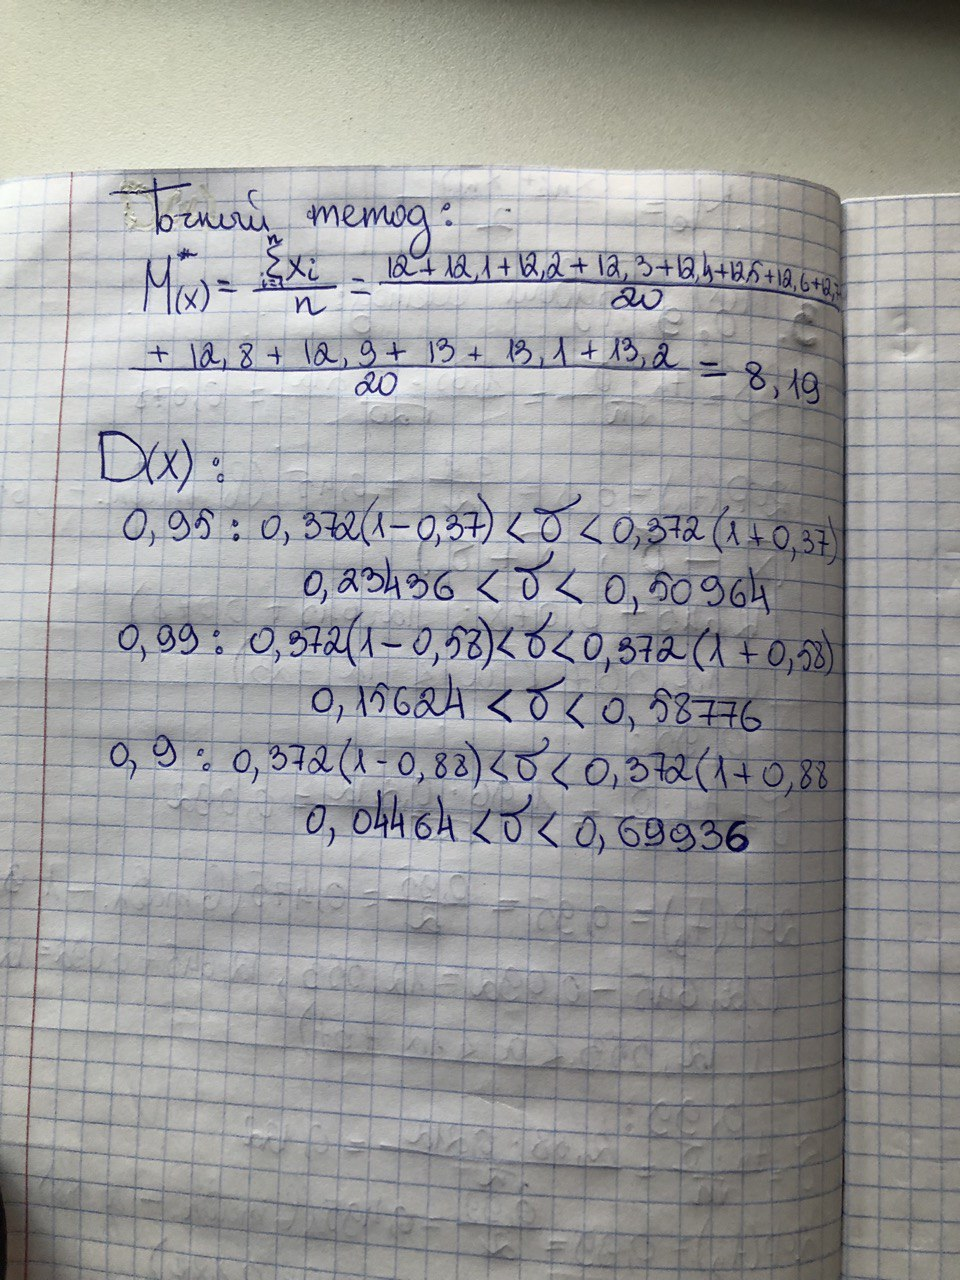 Точный метод:
M*(x) = Σ i=1 n xi / n = 12 + 12,1 + 12,2 + 12,3 + 12,4 + 12,5 + 12,6 + 12,7 / 20
+ 12,8 + 12,9 + 13 + 13,1 + 13,2 / 20 = 8,19
D(x) :
0,95 : 0,372(1-0,37) < σ < 0,372(1+0,37)
0,23436 < σ < 0,50964
0,99 : 0,372(1-0,58) < σ < 0,372(1+0,58)
0,15624 < σ < 0,58776
0,9 : 0,372(1-0,88) < σ < 0,372(1+0,88
0,04464 < σ < 0,69936